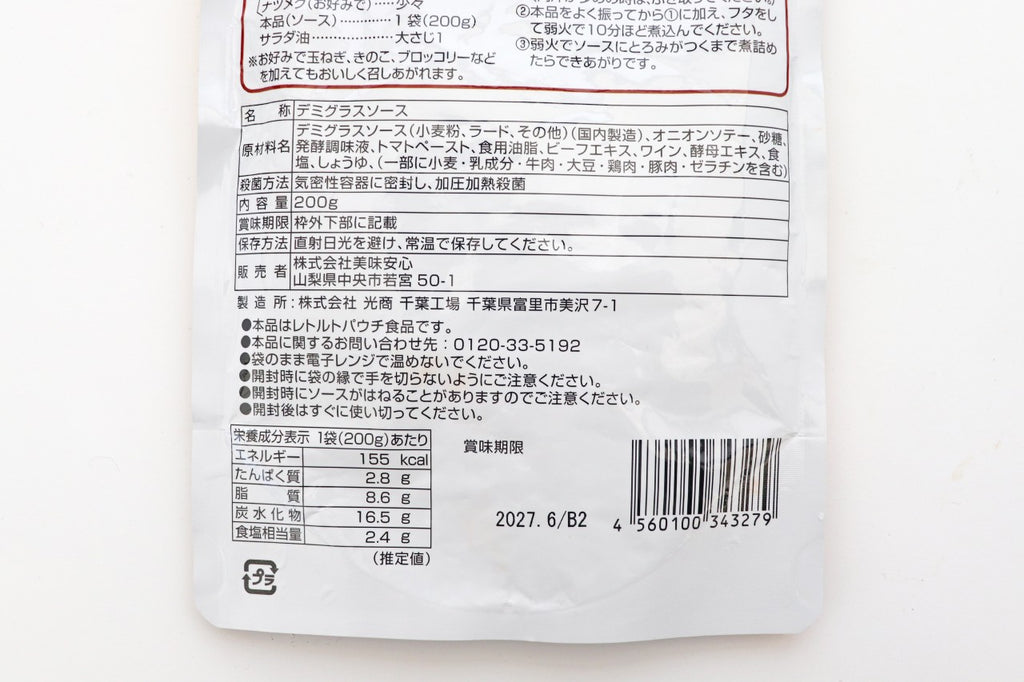 ナツメグ(お好みで)‥‥少々
本品(ソース)…………1袋(200g)
サラダ油………………大さじ1
※お好みで玉ねぎ、きのこ、ブロッコリーなど
を加えてもおいしく召しあがれます。
②本品をよく振ってから①に加え、フタをし
て弱火で10分ほど煮込んでください。
③弱火でソースにとろみがつくまで煮詰め
たらできあがりです。
名称 デミグラスソース
原材料名 デミグラスソース(小麦粉、ラード、その他)(国内製造)、オニオンソテー、砂糖、
発酵調味液、トマトペースト、食用油脂、ビーフエキス、ワイン、酵母エキス、食
塩、しょうゆ、(一部に小麦・乳成分・牛肉・大豆・鶏肉・豚肉・ゼラチンを含む)
殺菌方法 気密性容器に密封し、加圧加熱殺菌
内容量 200g
賞味期限 枠外下部に記載
保存方法 直射日光を避け、常温で保存してください。
販売者 株式会社美味安心
山梨県中央市若宮50-1
製造所:株式会社 光商 千葉工場 千葉県富里市美沢7-1
●本品はレトルトパウチ食品です。
●本品に関するお問い合わせ先:0120-33-5192
●袋のまま電子レンジで温めないでください。
●開封時に袋の縁で手を切らないようにご注意ください。
●開封時にソースがはねることがありますのでご注意ください。
●開封後はすぐに使い切ってください。
栄養成分表示 1袋(200g)あたり
エネルギー 155 kcal
たんぱく質 2.8 g
脂質 8.6 g
炭水化物 16.5 g
食塩相当量 2.4 g
(推定値)
賞味期限
2027.6/B2
4 560100 343279
プラ